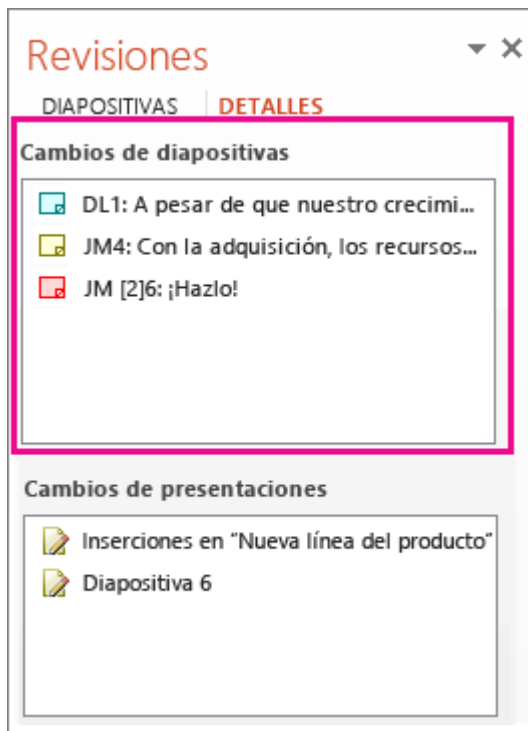 Revisiones
DIAPOSITIVAS DETALLES
Cambios de diapositivas
DL1: A pesar de que nuestro crecimi...
JM4: Con la adquisición, los recursos...
JM [2]6: ¡Hazlo!
Cambios de presentaciones
Inserciones en "Nueva línea del producto"
Diapositiva 6